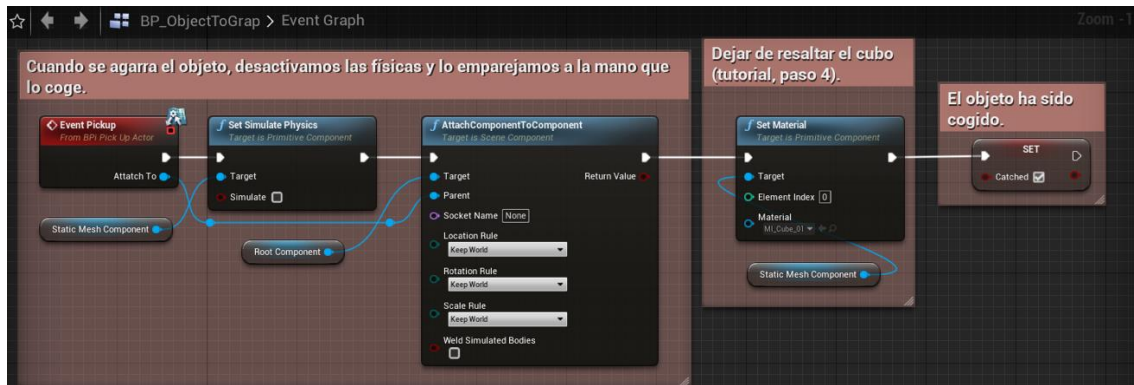 BP_ObjectToGrap > Event Graph
Zoom -1
Cuando se agarra el objeto, desactivamos las físicas y lo emparejamos a la mano que
lo coge.
Event Pickup
From BPI Pick Up Actor
Attatch To
Static Mesh Component
Set Simulate Physics
Target is Primitive Component
Target
Simulate
Root Component
AttachComponentToComponent
Target is Scene Component
Target
Return Value
Parent
Socket Name None
Location Rule
Keep World
Rotation Rule
Keep World
Scale Rule
Keep World
Weld Simulated Bodies
Dejar de resaltar el cubo
(tutorial, paso 4).
Set Material
Target is Primitive Component
Target
Element Index 0
Material
MI_Cube_01
Static Mesh Component
El objeto ha sido
cogido.
SET
Catched